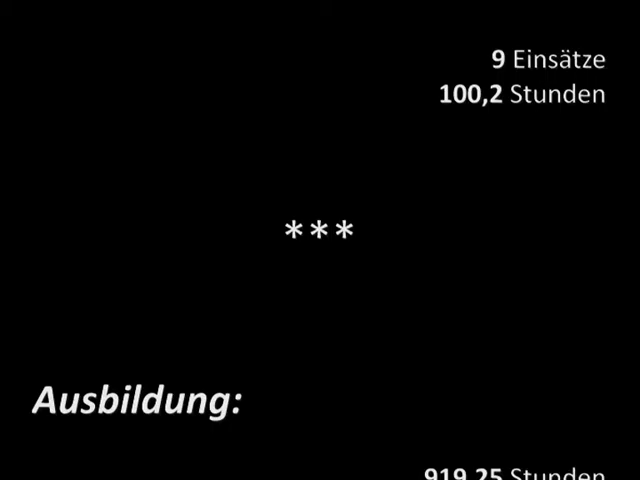 9 Einsätze
100,2 Stunden
***
Ausbildung:
919,25 Stunden